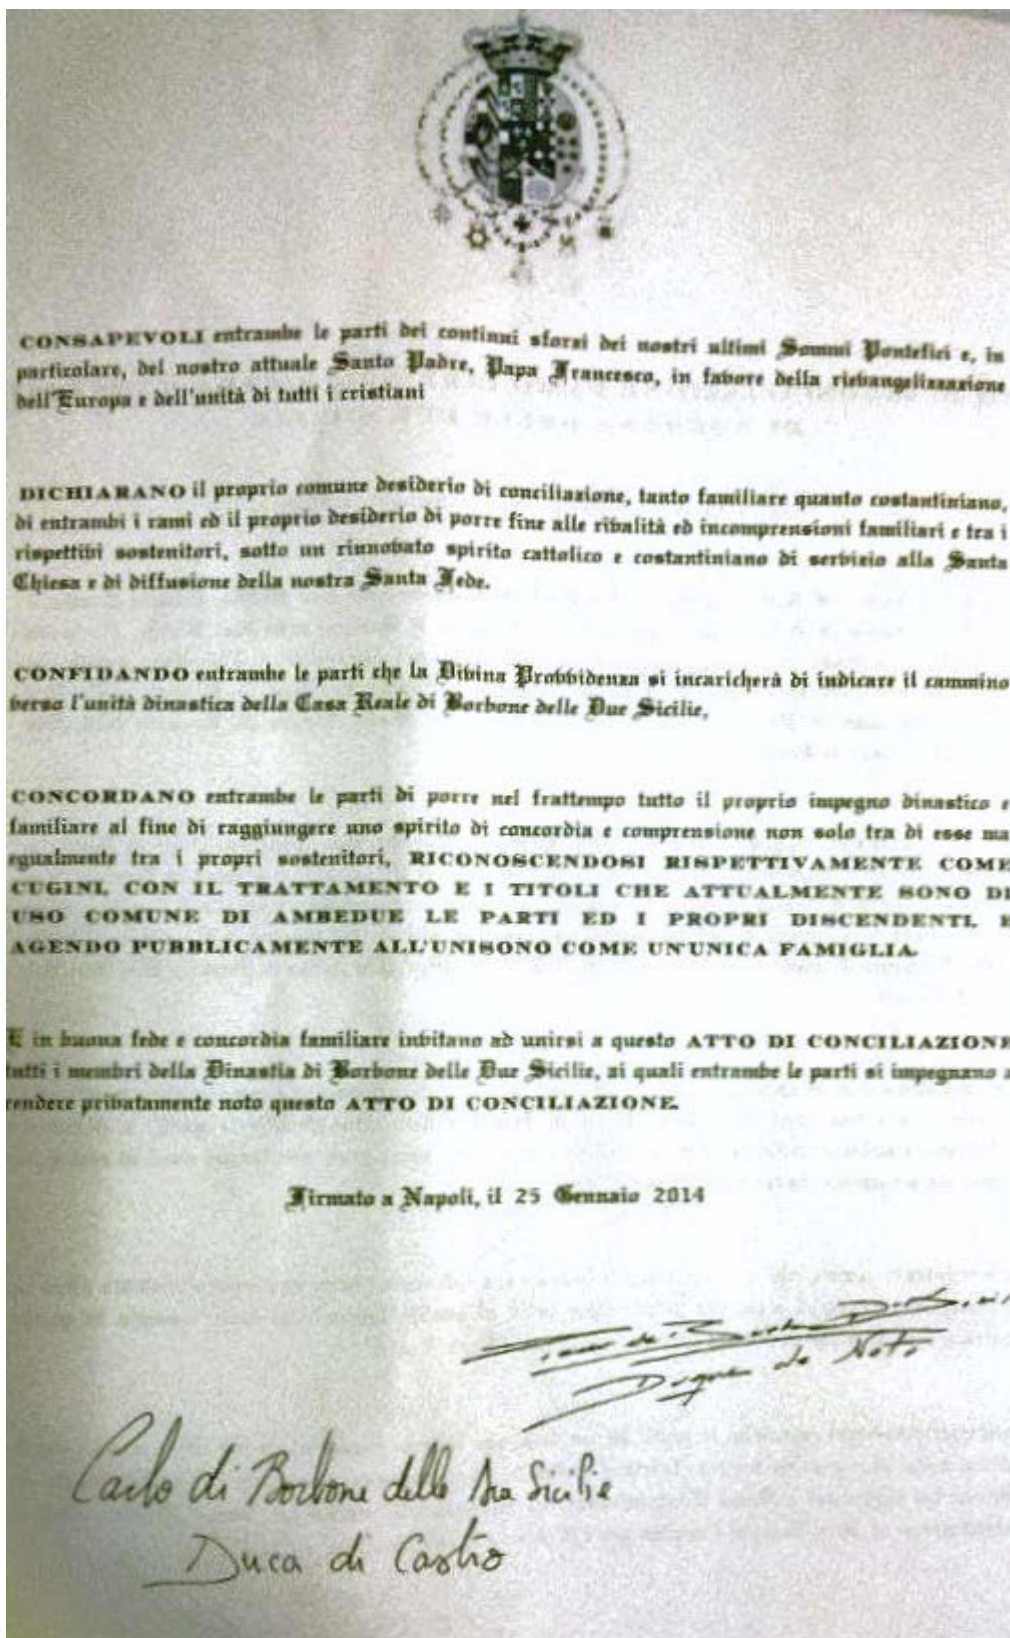 CONSAPEVOLI entrambe le parti dei continui sforzi dei nostri ultimi Sommi Pontefici e, in
particolare, del nostro attuale Santo Padre, Papa Francesco, in favore della rievangelizzazione
dell'Europa e dell'unità di tutti i cristiani
DICHIARANO il proprio comune desiderio di conciliazione, tanto familiare quanto costantiniano,
di entrambi i rami ed il proprio desiderio di porre fine alle rivalità ed incomprensioni familiari e tra i
rispettivi sostenitori, sotto un rinnovato spirito cattolico e costantiniano di servizio alla Santa
Chiesa e di diffusione della nostra Santa Fede.
CONFIDANDO entrambe le parti che la Divina Provvidenza si incaricherà di indicare il cammino
verso l'unità dinastica della Casa Reale di Borbone delle Due Sicilie,
CONCORDANO entrambe le parti di porre nel frattempo tutto il proprio impegno dinastico e
familiare al fine di raggiungere uno spirito di concordia e comprensione non solo tra di esse ma
egualmente tra i propri sostenitori, RICONOSCENDOSI RISPETTIVAMENTE COME
CUGINI, CON IL TRATTAMENTO E I TITOLI CHE ATTUALMENTE SONO DI
USO COMUNE DI AMBEDUE LE PARTI ED I PROPRI DISCENDENTI, E
AGENDO PUBBLICAMENTE ALL'UNISONO COME UN'UNICA FAMIGLIA.
E in buona fede e concordia familiare invitano ad unirsi a questo ATTO DI CONCILIAZIONE
tutti i membri della Dinastia di Borbone delle Due Sicilie, ai quali entrambe le parti si impegnano a
rendere privatamente noto questo ATTO DI CONCILIAZIONE.
Firmato a Napoli, il 25 Gennaio 2014
de Borbon
Duque de Noto
Carlo di Borbone delle Due Sicilie
Duca di Castro